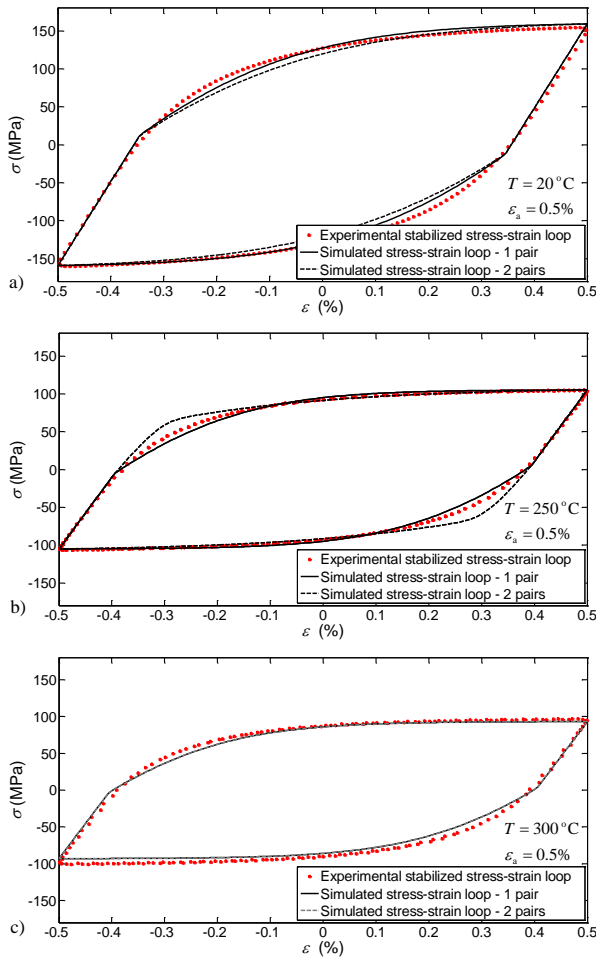 150
100
50
0
-50
-100
-150
σ (MPa)
T = 20 °C
εa = 0.5%
Experimental stabilized stress-strain loop
Simulated stress-strain loop - 1 pair
Simulated stress-strain loop - 2 pairs
a)
-0.5 -0.4 -0.3 -0.2 -0.1 0 0.1 0.2 0.3 0.4 0.5
ε (%)
150
100
50
0
-50
-100
-150
σ (MPa)
T = 250 °C
εa = 0.5%
Experimental stabilized stress-strain loop
Simulated stress-strain loop - 1 pair
Simulated stress-strain loop - 2 pairs
b)
-0.5 -0.4 -0.3 -0.2 -0.1 0 0.1 0.2 0.3 0.4 0.5
ε (%)
150
100
50
0
-50
-100
-150
σ (MPa)
T = 300 °C
εa = 0.5%
Experimental stabilized stress-strain loop
Simulated stress-strain loop - 1 pair
Simulated stress-strain loop - 2 pairs
c)
-0.5 -0.4 -0.3 -0.2 -0.1 0 0.1 0.2 0.3 0.4 0.5
ε (%)